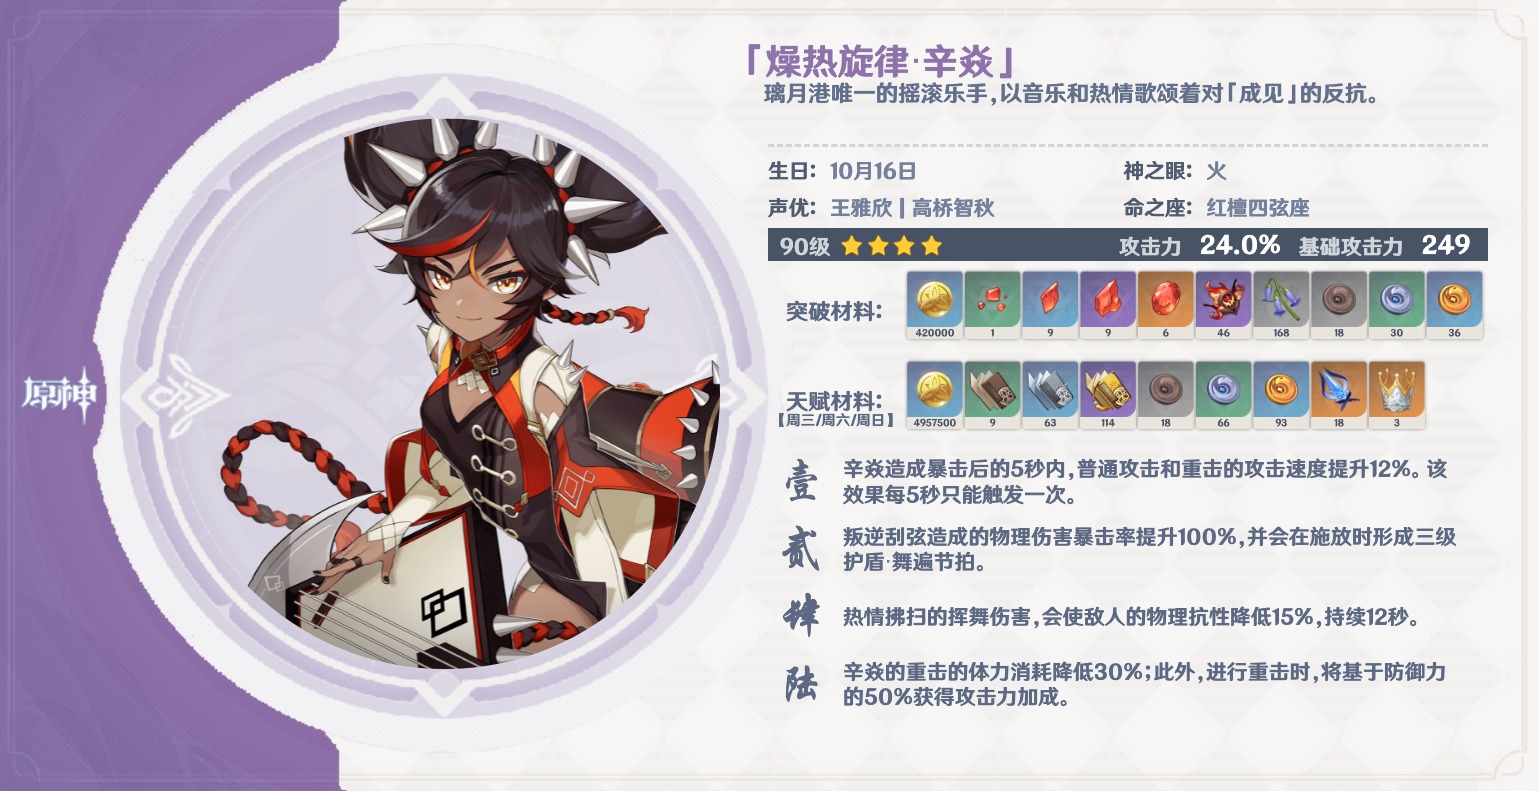 「燥热旋律·辛焱」
璃月港唯一的摇滚乐手,以音乐和热情歌颂着对「成见」的反抗。
生日: 10月16日 神之眼: 火
声优: 王雅欣 | 高桥智秋 命之座: 红檀四弦座
90级 攻击力 24.0% 基础攻击力 249
突破材料:
420000 1 9 9 6 46 168 18 30 36
天赋材料:
【周三/周六/周日】
4957500 9 63 114 18 66 93 18 3
原神
壹 辛焱造成暴击后的5秒内,普通攻击和重击的攻击速度提升12%。该
效果每5秒只能触发一次。
贰 叛逆刮弦造成的物理伤害暴击率提升100%,并会在施放时形成三级
护盾·舞遍节拍。
肆 热情拂扫的挥舞伤害,会使敌人的物理抗性降低15%,持续12秒。
陆 辛焱的重击的体力消耗降低30%;此外,进行重击时,将基于防御力
的50%获得攻击力加成。